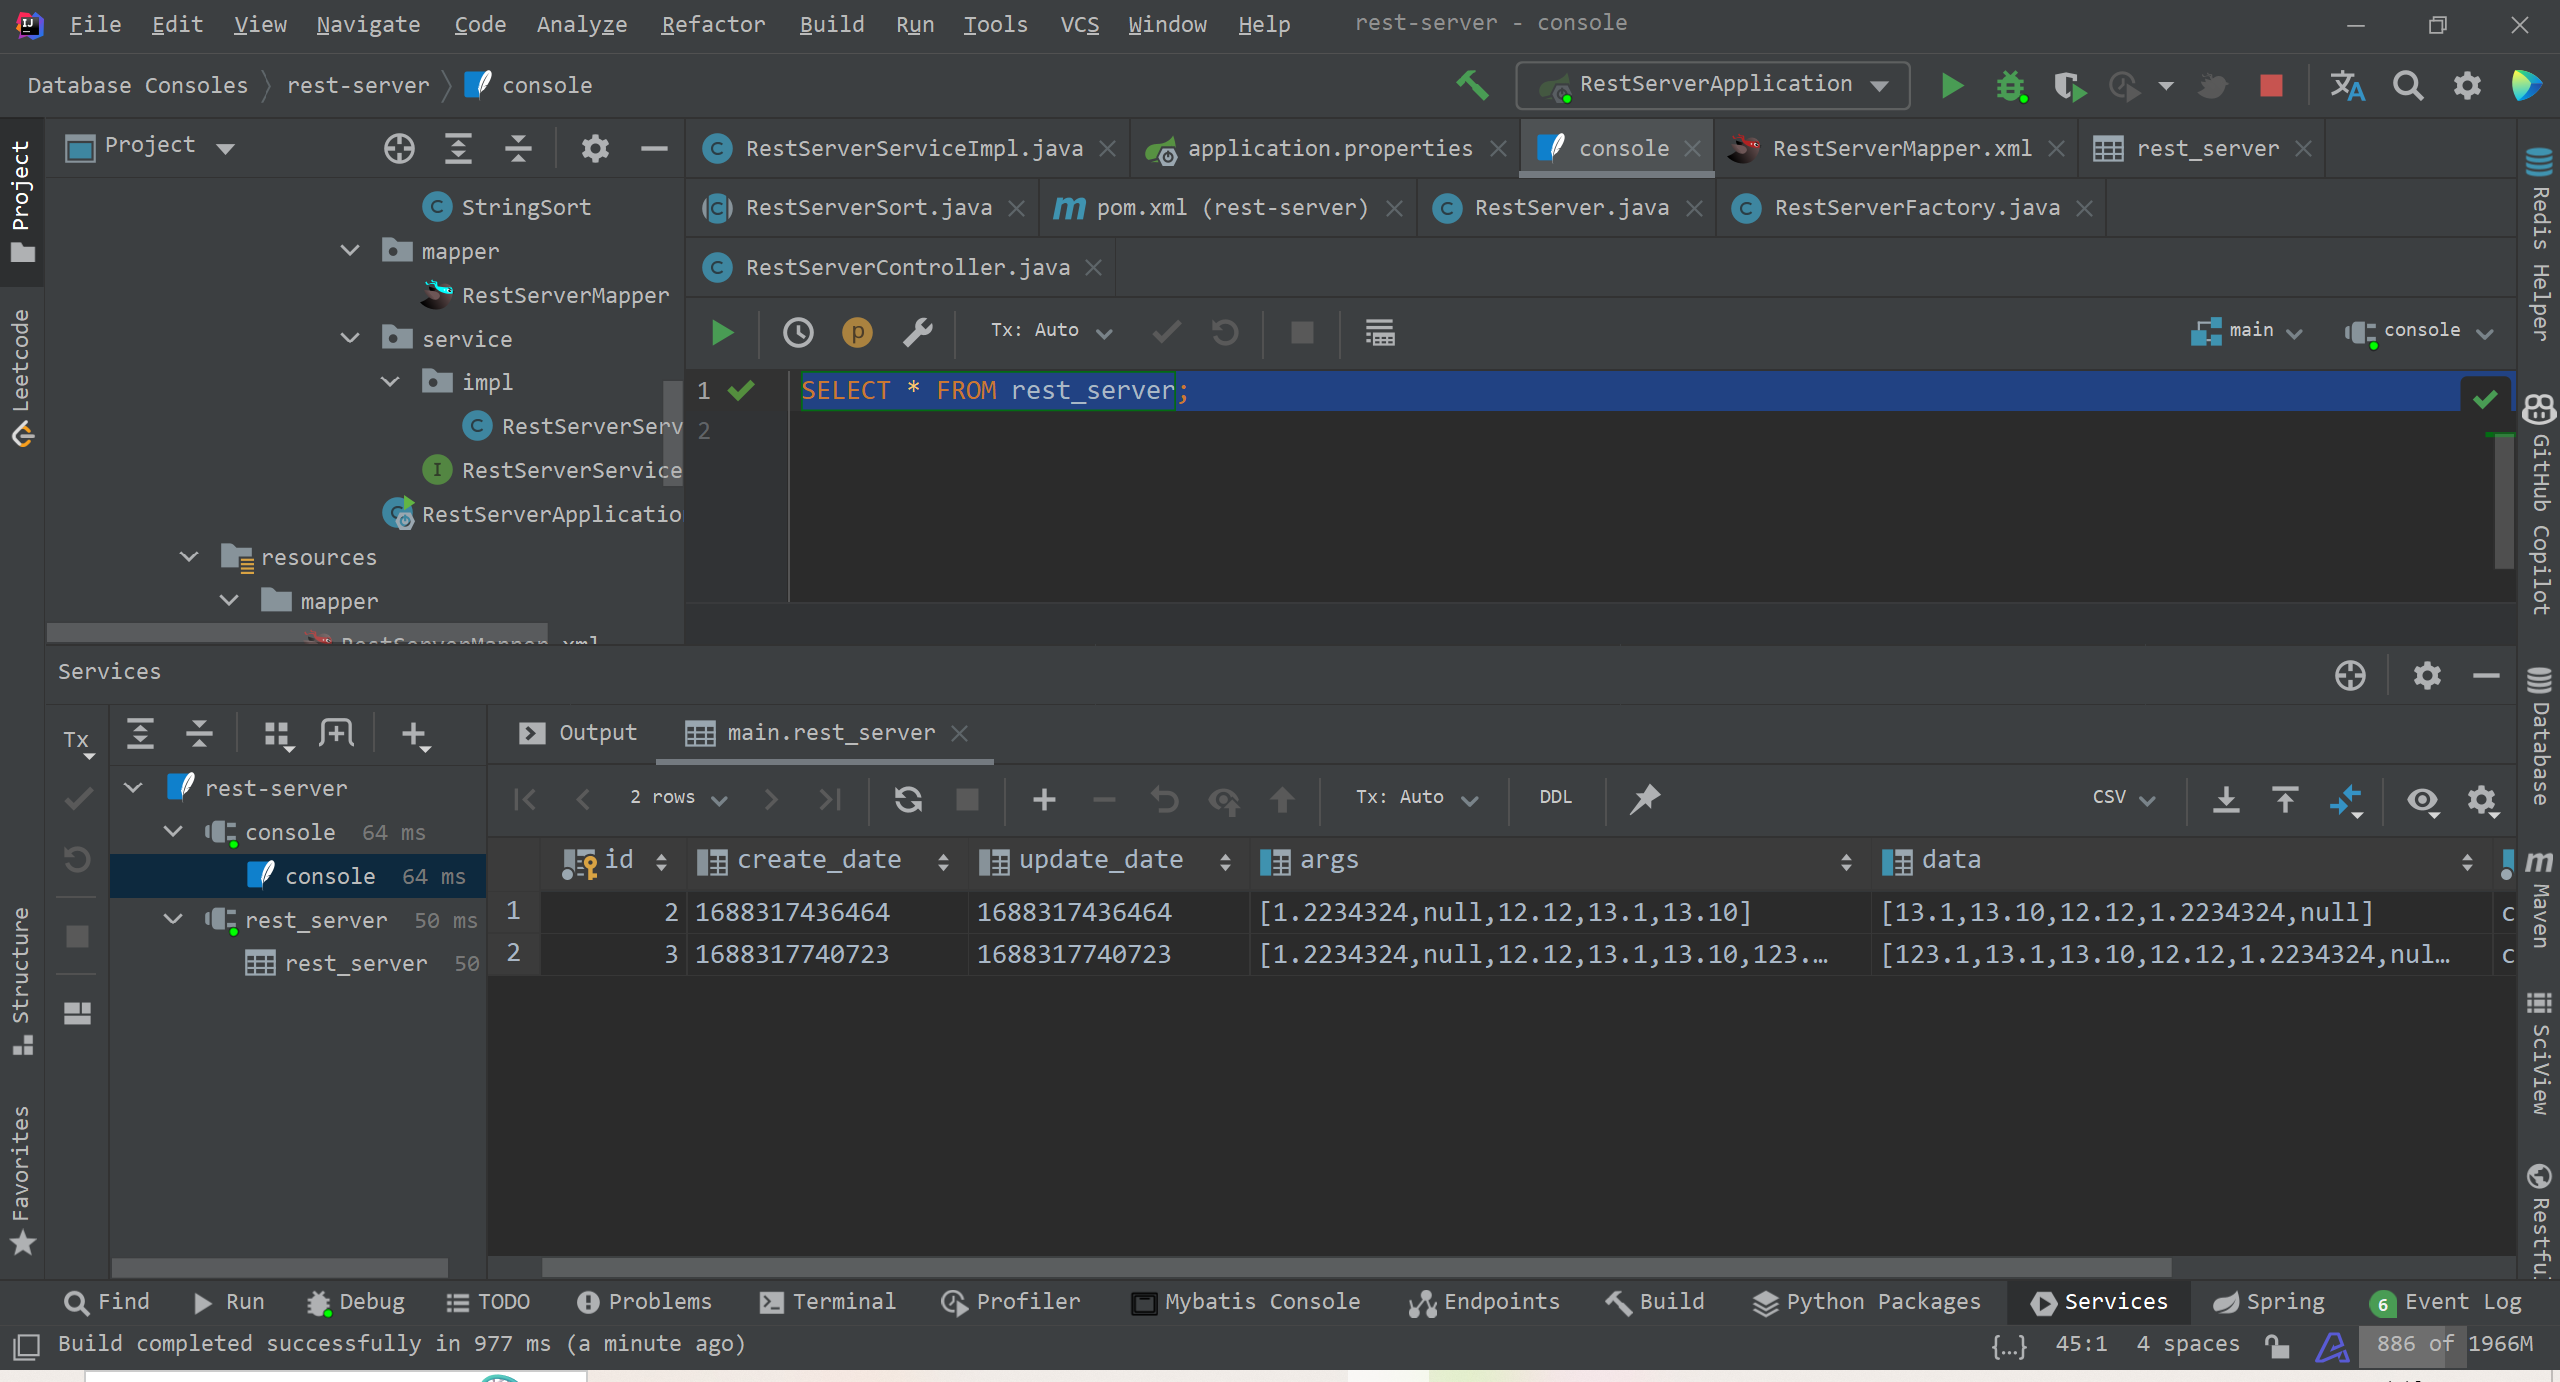 File Edit View Navigate Code Analyze Refactor Build Run Tools VCS Window Help rest-server - console
Database Consoles rest-server console
RestServerApplication
Project
RestServerServiceImpl.java application.properties console RestServerMapper.xml rest_server
RestServerSort.java pom.xml (rest-server) RestServer.java RestServerFactory.java
RestServerController.java
StringSort
mapper
RestServerMapper
service
impl
RestServerServ
RestServerService
RestServerApplicatio
resources
mapper
RestServerMapper.xml
Tx: Auto main console
1 SELECT * FROM rest_server;
2
Project
Leetcode
Structure
Favorites
Redis Helper
GitHub Copilot
Database
Maven
SciView
Restful
Services
Tx
rest-server
console 64 ms
console 64 ms
rest_server 50 ms
rest_server 50
Output main.rest_server
2 rows Tx: Auto DDL CSV
id create_date update_date args data
1 2 1688317436464 1688317436464 [1.2234324,null,12.12,13.1,13.10] [13.1,13.10,12.12,1.2234324,null] c
2 3 1688317740723 1688317740723 [1.2234324,null,12.12,13.1,13.10,123.… [123.1,13.1,13.10,12.12,1.2234324,nul… c
Find Run Debug TODO Problems Terminal Profiler Mybatis Console Endpoints Build Python Packages Services Spring 6 Event Log
Build completed successfully in 977 ms (a minute ago) {…} 45:1 4 spaces 886 of 1966M